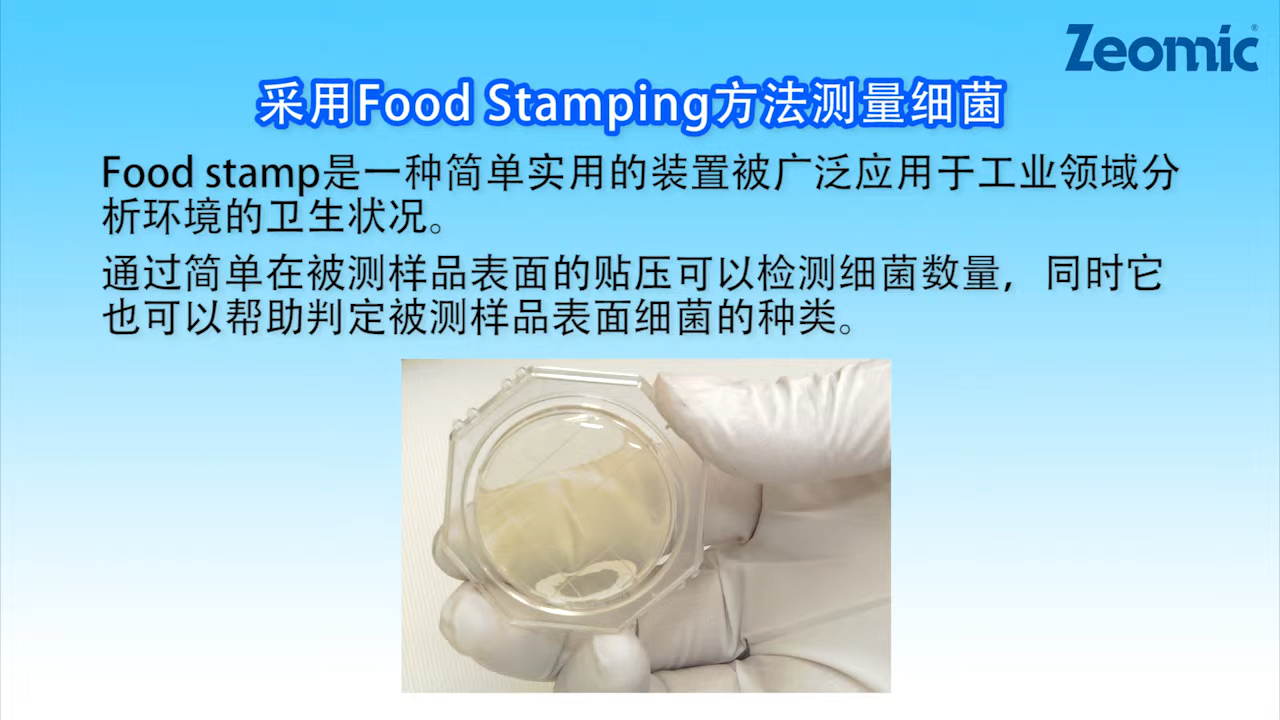 Zeomic®
采用Food Stamping方法测量细菌
Food stamp是一种简单实用的装置被广泛应用于工业领域分
析环境的卫生状况。
通过简单在被测样品表面的贴压可以检测细菌数量，同时它
也可以帮助判定被测样品表面细菌的种类。